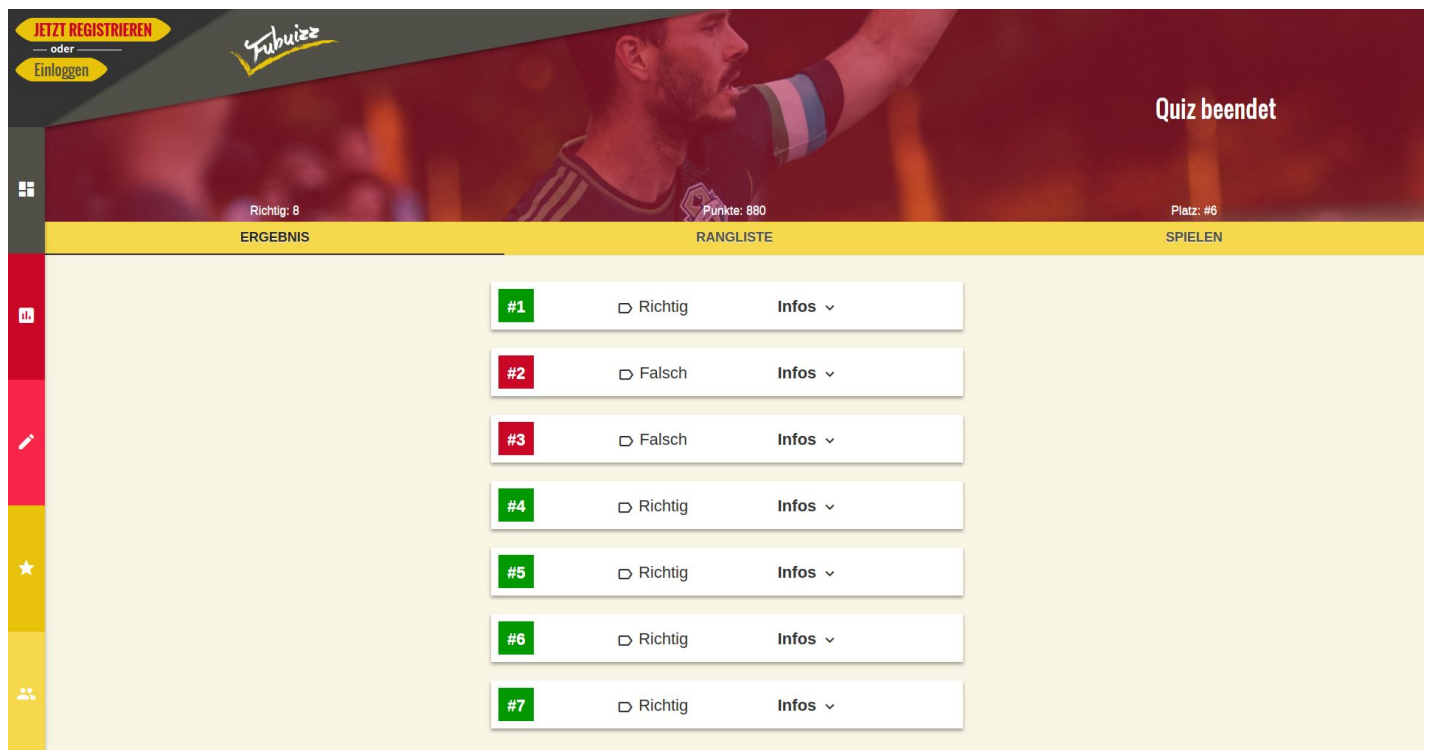 JETZT REGISTRIEREN
oder
Einloggen
Fubuizz
Quiz beendet
Richtig: 8
Punkte: 880
Platz: #6
ERGEBNIS
RANGLISTE
SPIELEN
#1 Richtig Infos
#2 Falsch Infos
#3 Falsch Infos
#4 Richtig Infos
#5 Richtig Infos
#6 Richtig Infos
#7 Richtig Infos